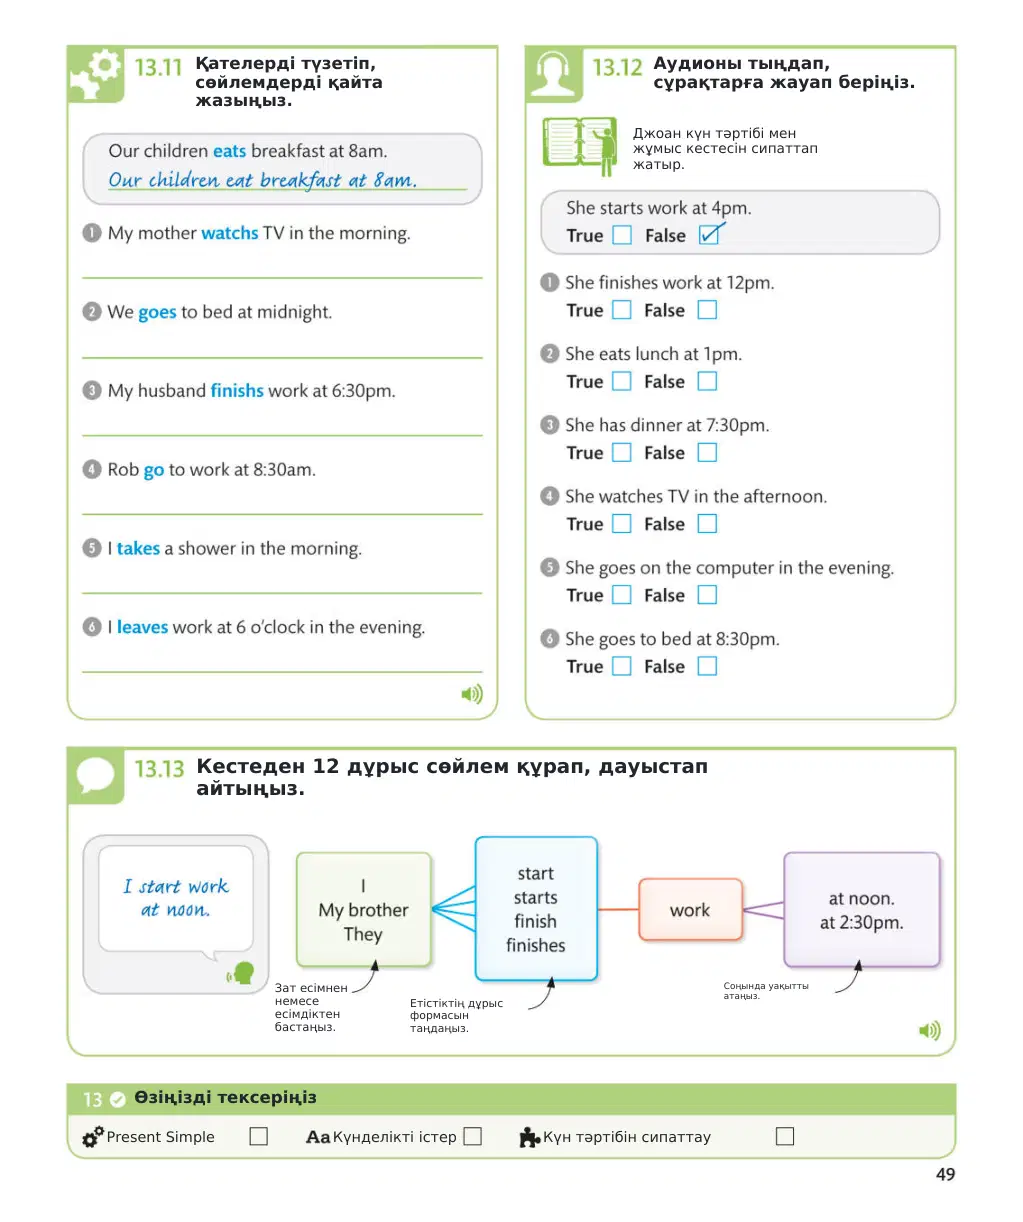 13.11 Қателерді түзетіп,
сөйлемдерді қайта
жазыңыз.
Our children eats breakfast at 8am.
Our children eat breakfast at 8am.
1 My mother watchs TV in the morning.
2 We goes to bed at midnight.
3 My husband finishs work at 6:30pm.
4 Rob go to work at 8:30am.
5 I takes a shower in the morning.
6 I leaves work at 6 o’clock in the evening.
13.12 Аудионы тыңдап,
сұрақтарға жауап беріңіз.
Джоан күн тәртібі мен
жұмыс кестесін сипаттап
жатыр.
She starts work at 4pm.
True False
1 She finishes work at 12pm.
True False
2 She eats lunch at 1pm.
True False
3 She has dinner at 7:30pm.
True False
4 She watches TV in the afternoon.
True False
5 She goes on the computer in the evening.
True False
6 She goes to bed at 8:30pm.
True False
13.13 Кестеден 12 дұрыс сөйлем құрап, дауыстап
айтыңыз.
I start work
at noon.
I
My brother
They
start
starts
finish
finishes
work
at noon.
at 2:30pm.
Зат есімнен
немесе
есімдіктен
бастаңыз.
Етістіктің дұрыс
формасын
таңдаңыз.
Соңында уақытты
атаңыз.
13 Өзіңізді тексеріңіз
Present Simple Aa Күнделікті істер Күн тәртібін сипаттау
49